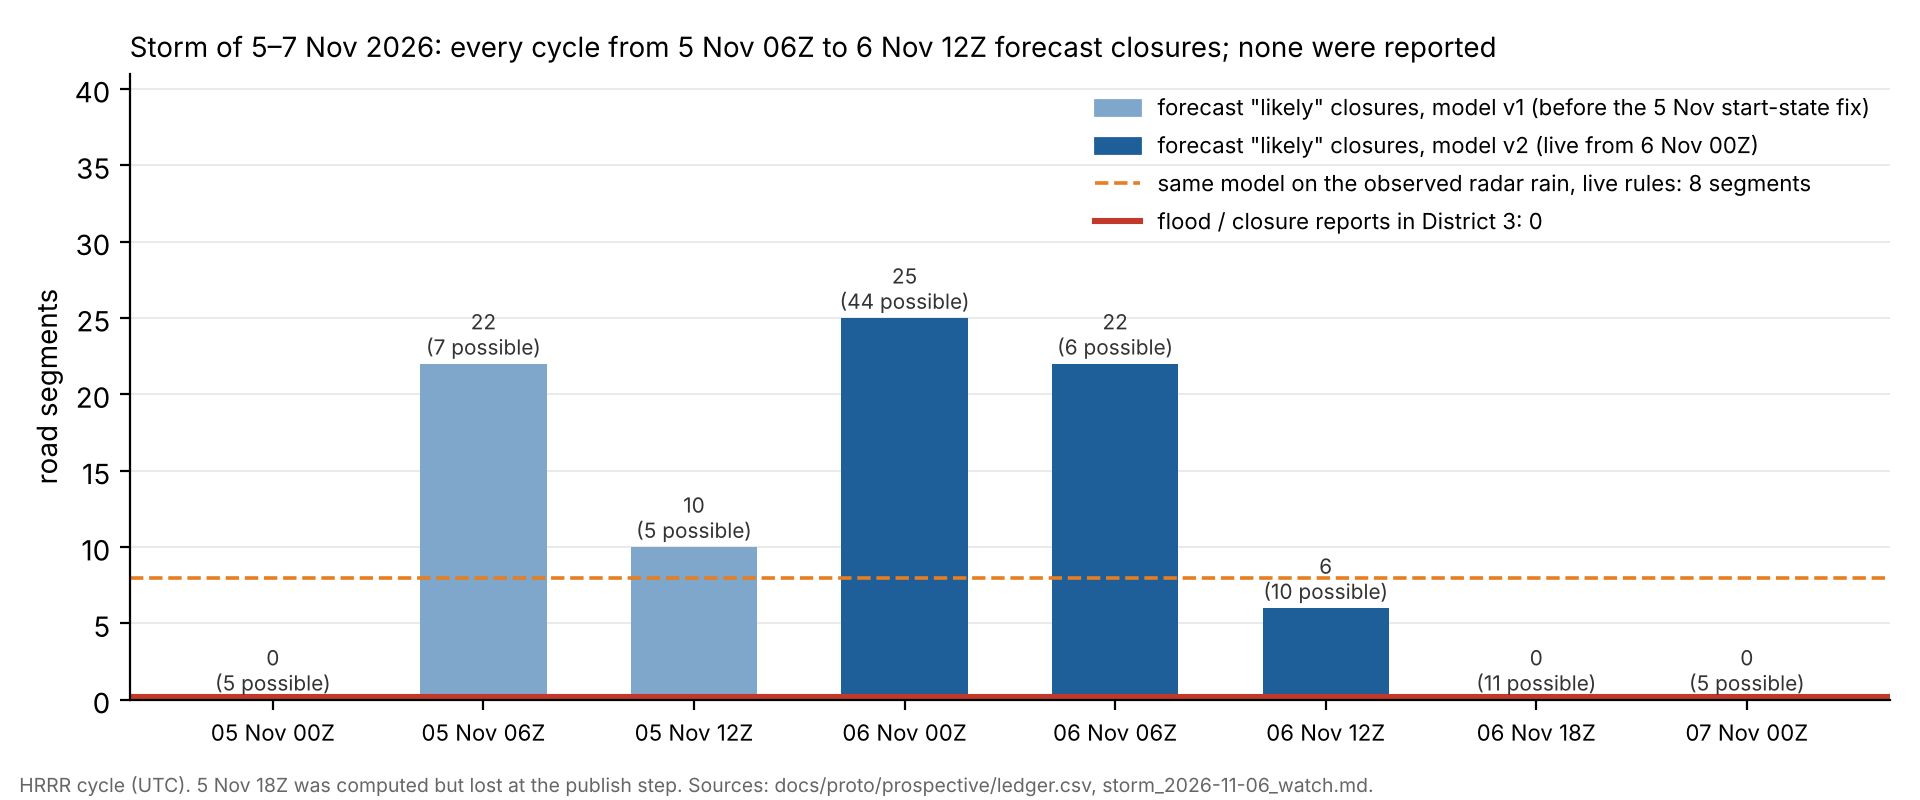 Storm of 5–7 Nov 2026: every cycle from 5 Nov 06Z to 6 Nov 12Z forecast closures; none were reported
forecast "likely" closures, model v1 (before the 5 Nov start-state fix)
forecast "likely" closures, model v2 (live from 6 Nov 00Z)
same model on the observed radar rain, live rules: 8 segments
flood / closure reports in District 3: 0
road segments
40
35
30
25
20
15
10
5
0
0
(5 possible)
22
(7 possible)
10
(5 possible)
25
(44 possible)
22
(6 possible)
6
(10 possible)
0
(11 possible)
0
(5 possible)
05 Nov 00Z
05 Nov 06Z
05 Nov 12Z
06 Nov 00Z
06 Nov 06Z
06 Nov 12Z
06 Nov 18Z
07 Nov 00Z
HRRR cycle (UTC). 5 Nov 18Z was computed but lost at the publish step. Sources: docs/proto/prospective/ledger.csv, storm_2026-11-06_watch.md.